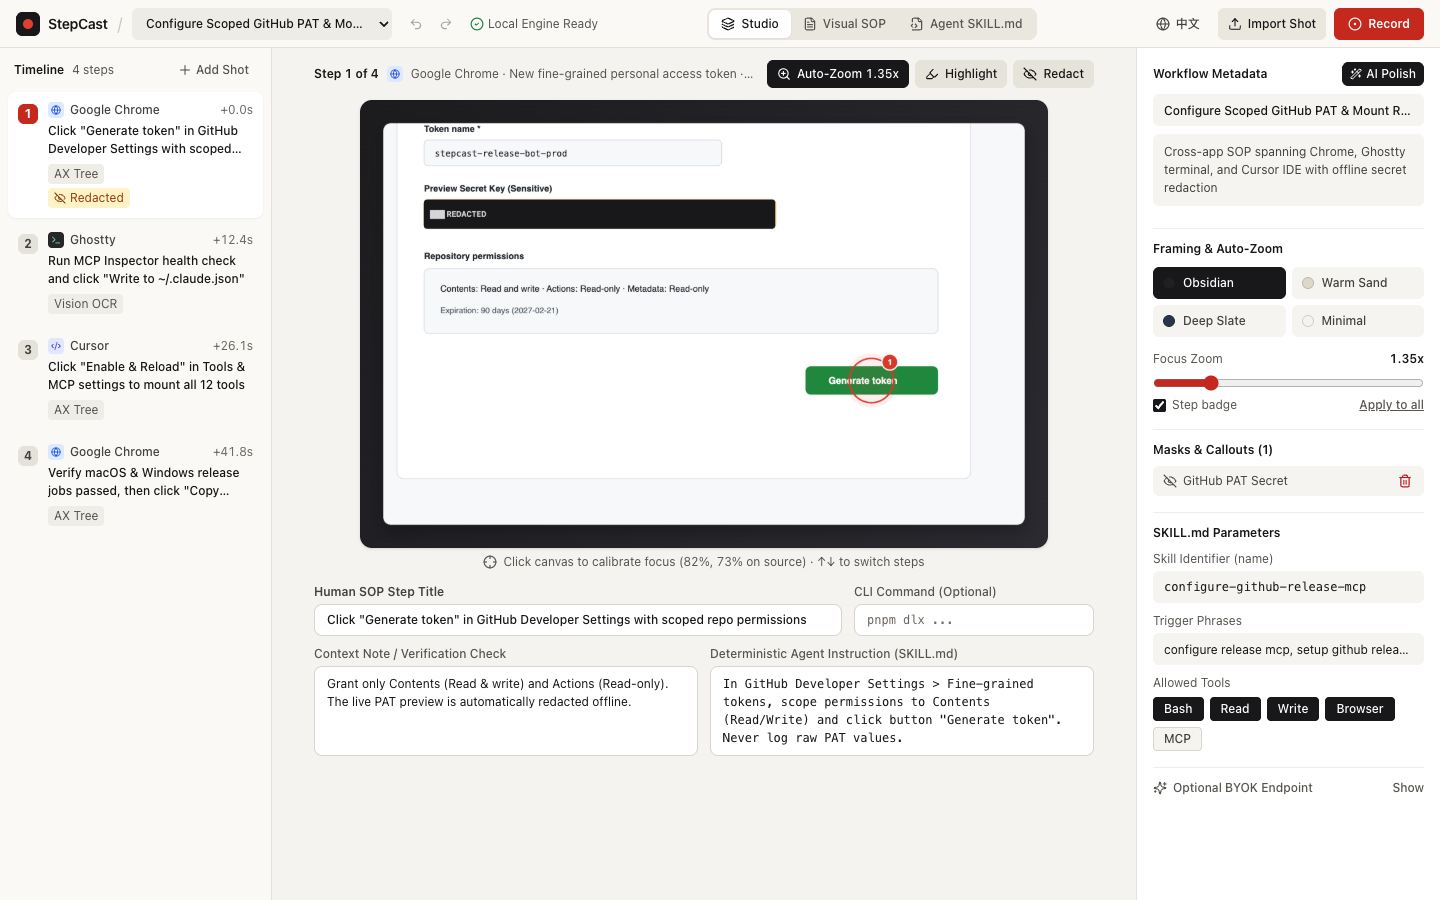 StepCast / Configure Scoped GitHub PAT & Mo... Local Engine Ready Studio Visual SOP Agent SKILL.md 中文 Import Shot Record
Timeline 4 steps Add Shot
1 Google Chrome +0.0s
Click "Generate token" in GitHub
Developer Settings with scoped...
AX Tree
Redacted
2 Ghostty +12.4s
Run MCP Inspector health check
and click "Write to ~/.claude.json"
Vision OCR
3 Cursor +26.1s
Click "Enable & Reload" in Tools &
MCP settings to mount all 12 tools
AX Tree
4 Google Chrome +41.8s
Verify macOS & Windows release
jobs passed, then click "Copy...
AX Tree
Step 1 of 4 Google Chrome · New fine-grained personal access token ·... Auto-Zoom 1.35x Highlight Redact
Token name *
stepcast-release-bot-prod
Preview Secret Key (Sensitive)
███ REDACTED
Repository permissions
Contents: Read and write · Actions: Read-only · Metadata: Read-only
Expiration: 90 days (2027-02-21)
1
Generate token
Click canvas to calibrate focus (82%, 73% on source) · ↑↓ to switch steps
Human SOP Step Title
Click "Generate token" in GitHub Developer Settings with scoped repo permissions
CLI Command (Optional)
pnpm dlx ...
Context Note / Verification Check
Grant only Contents (Read & write) and Actions (Read-only).
The live PAT preview is automatically redacted offline.
Deterministic Agent Instruction (SKILL.md)
In GitHub Developer Settings > Fine-grained
tokens, scope permissions to Contents
(Read/Write) and click button "Generate token".
Never log raw PAT values.
Workflow Metadata AI Polish
Configure Scoped GitHub PAT & Mount R...
Cross-app SOP spanning Chrome, Ghostty
terminal, and Cursor IDE with offline secret
redaction
Framing & Auto-Zoom
Obsidian Warm Sand
Deep Slate Minimal
Focus Zoom 1.35x
Step badge Apply to all
Masks & Callouts (1)
GitHub PAT Secret
SKILL.md Parameters
Skill Identifier (name)
configure-github-release-mcp
Trigger Phrases
configure release mcp, setup github relea...
Allowed Tools
Bash Read Write Browser
MCP
Optional BYOK Endpoint Show